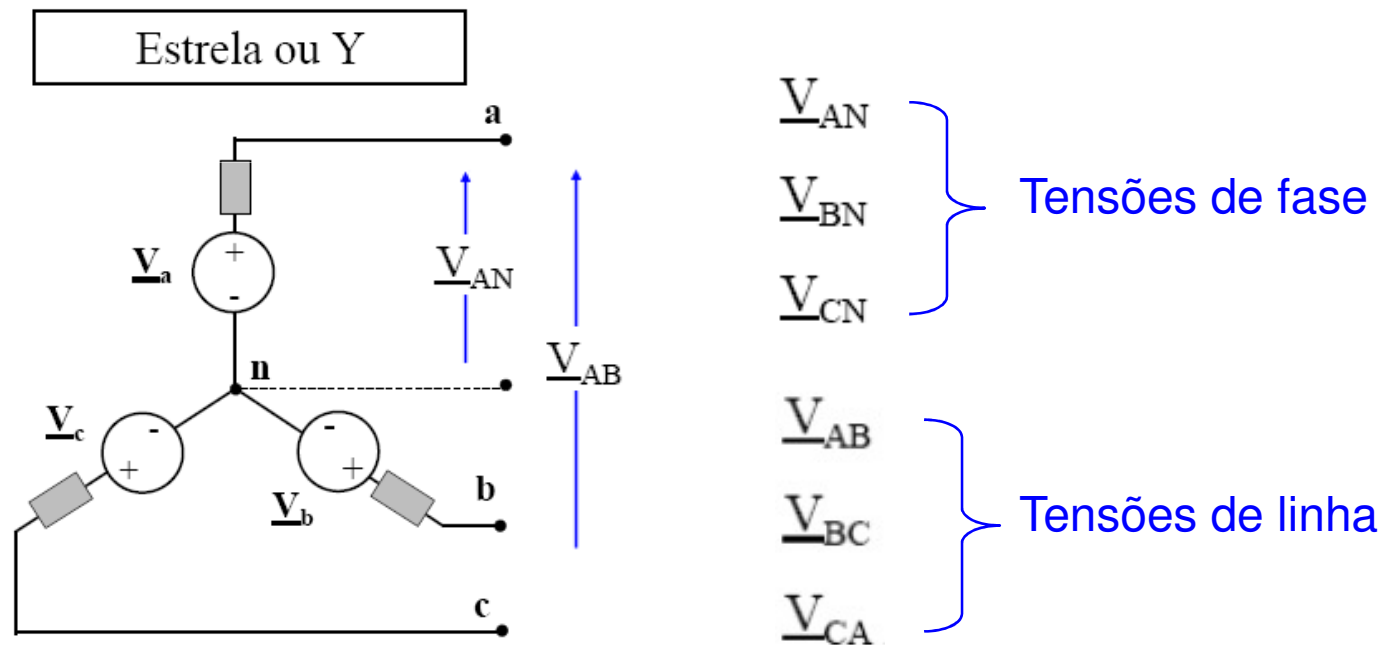 Estrela ou Y
a
+
V_a
-
V_AN
n
V_AB
V_c
-
+
-
+
V_b
b
c
V_AN
V_BN
V_CN
Tensões de fase
V_AB
V_BC
V_CA
Tensões de linha